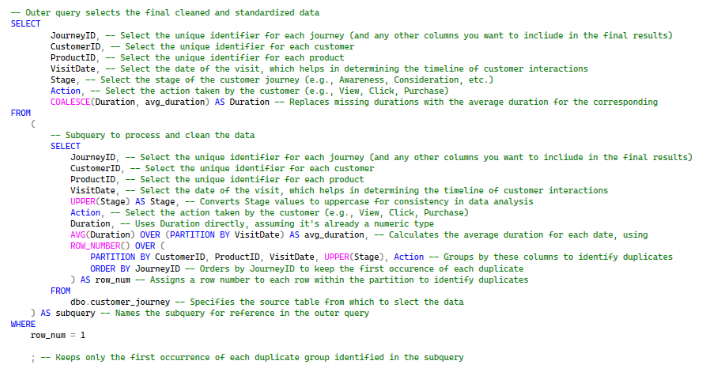 -- Outer query selects the final cleaned and standardized data
SELECT
JourneyID, -- Select the unique identifier for each journey (and any other columns you want to incliude in the final results)
CustomerID, -- Select the unique identifier for each customer
ProductID, -- Select the unique identifier for each product
VisitDate, -- Select the date of the visit, which helps in determining the timeline of customer interactions
Stage, -- Select the stage of the customer journey (e.g., Awareness, Consideration, etc.)
Action, -- Select the action taken by the customer (e.g., View, Click, Purchase)
COALESCE(Duration, avg_duration) AS Duration -- Replaces missing durations with the average duration for the corresponding
FROM
(
-- Subquery to process and clean the data
SELECT
JourneyID, -- Select the unique identifier for each journey (and any other columns you want to incliude in the final results)
CustomerID, -- Select the unique identifier for each customer
ProductID, -- Select the unique identifier for each product
VisitDate, -- Select the date of the visit, which helps in determining the timeline of customer interactions
UPPER(Stage) AS Stage, -- Converts Stage values to uppercase for consistency in data analysis
Action, -- Select the action taken by the customer (e.g., View, Click, Purchase)
Duration, -- Uses Duration directly, assuming it's already a numeric type
AVG(Duration) OVER (PARTITION BY VisitDate) AS avg_duration, -- Calculates the average duration for each date, using
ROW_NUMBER() OVER (
PARTITION BY CustomerID, ProductID, VisitDate, UPPER(Stage), Action -- Groups by these columns to identify duplicates
ORDER BY JourneyID -- Orders by JourneyID to keep the first occurence of each duplicate
) AS row_num -- Assigns a row number to each row within the partition to identify duplicates
FROM
dbo.customer_journey -- Specifies the source table from which to slect the data
) AS subquery -- Names the subquery for reference in the outer query
WHERE
row_num = 1
; -- Keeps only the first occurrence of each duplicate group identified in the subquery